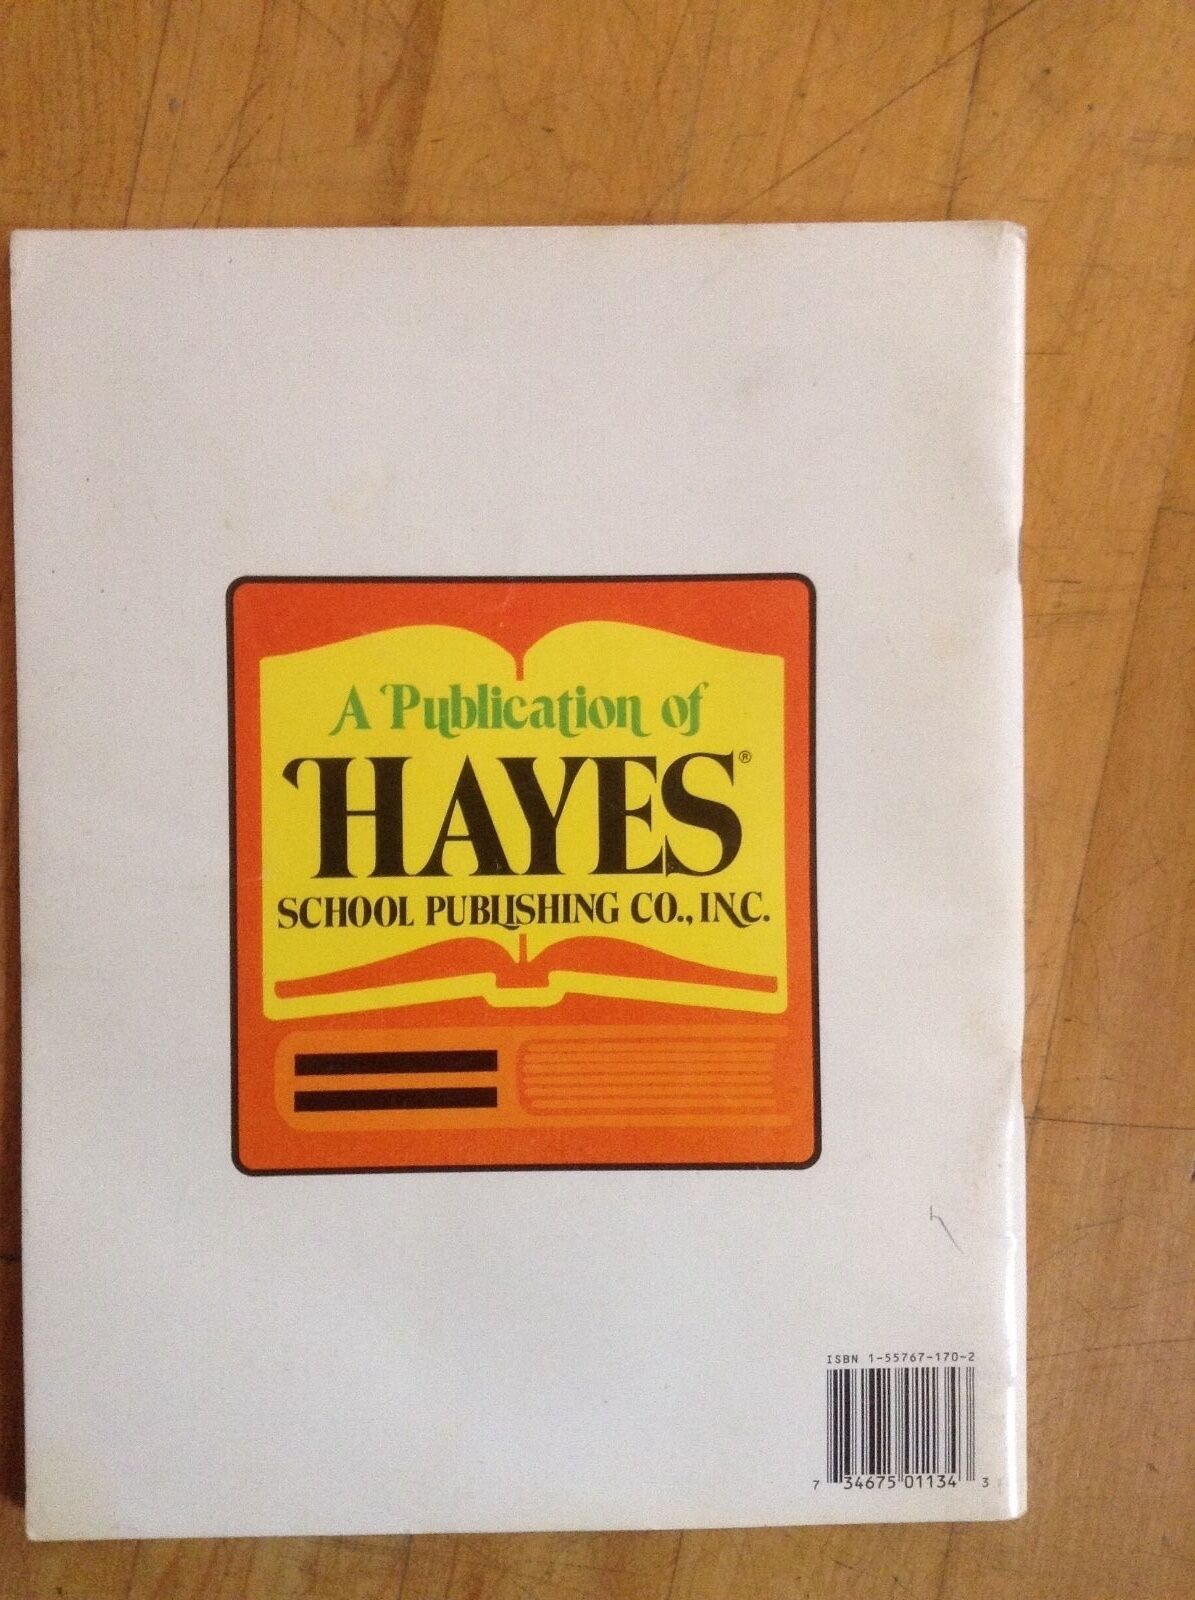 A Publication of
HAYES®
SCHOOL PUBLISHING CO., INC.
ISBN 1-55767-170-2
7 34675 01134 3